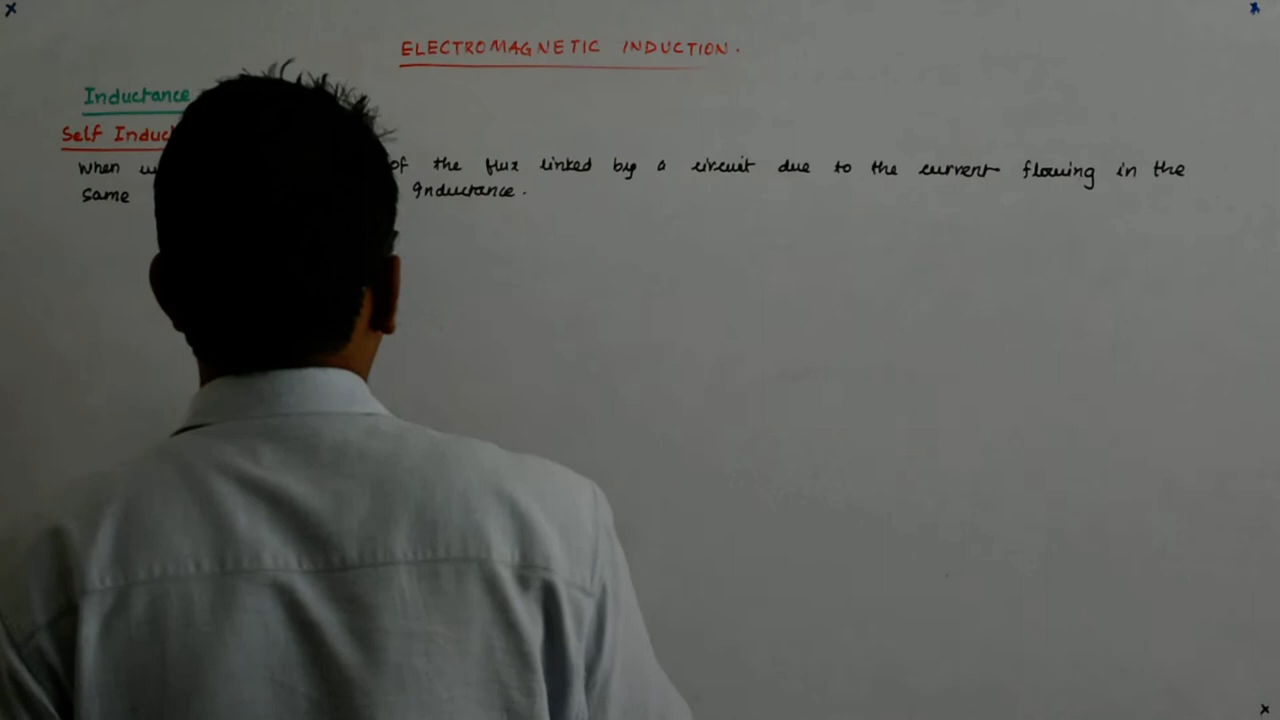 ELECTROMAGNETIC INDUCTION.
Inductance
Self Induc
When of the flux linked by a circuit due to the current flowing in the
same Inductance.